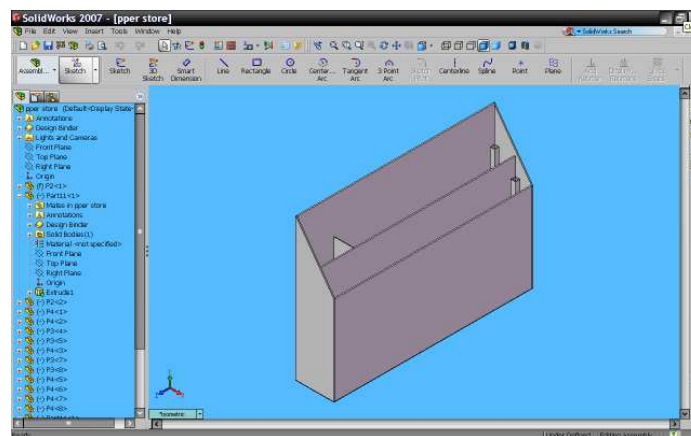 SolidWorks 2007 - [pper store]
File Edit View Insert Tools Window Help
SolidWorks Search
Assembl... Sketch Sketch 3D Sketch Smart Dimension Line Rectangle Circle Center... Arc Tangent Arc 3 Point Arc Centerline Spline Point Plane
pper store (Default<Display State-
Annotations
Design Binder
Lights and Cameras
Front Plane
Top Plane
Right Plane
Origin
(f) P2<1>
(-) Part11<1>
Mates in pper store
Annotations
Design Binder
Solid Bodies(1)
Material <not specified>
Front Plane
Top Plane
Right Plane
Origin
Extrude1
(-) P2<2>
(-) P4<1>
(-) P4<2>
(-) P3<4>
(-) P3<5>
(-) P4<3>
(-) P3<7>
(-) P3<8>
(-) P4<5>
(-) P4<6>
(-) P4<7>
(-) P4<8>
*Isometric
Ready
Under Defined Editing Assembly